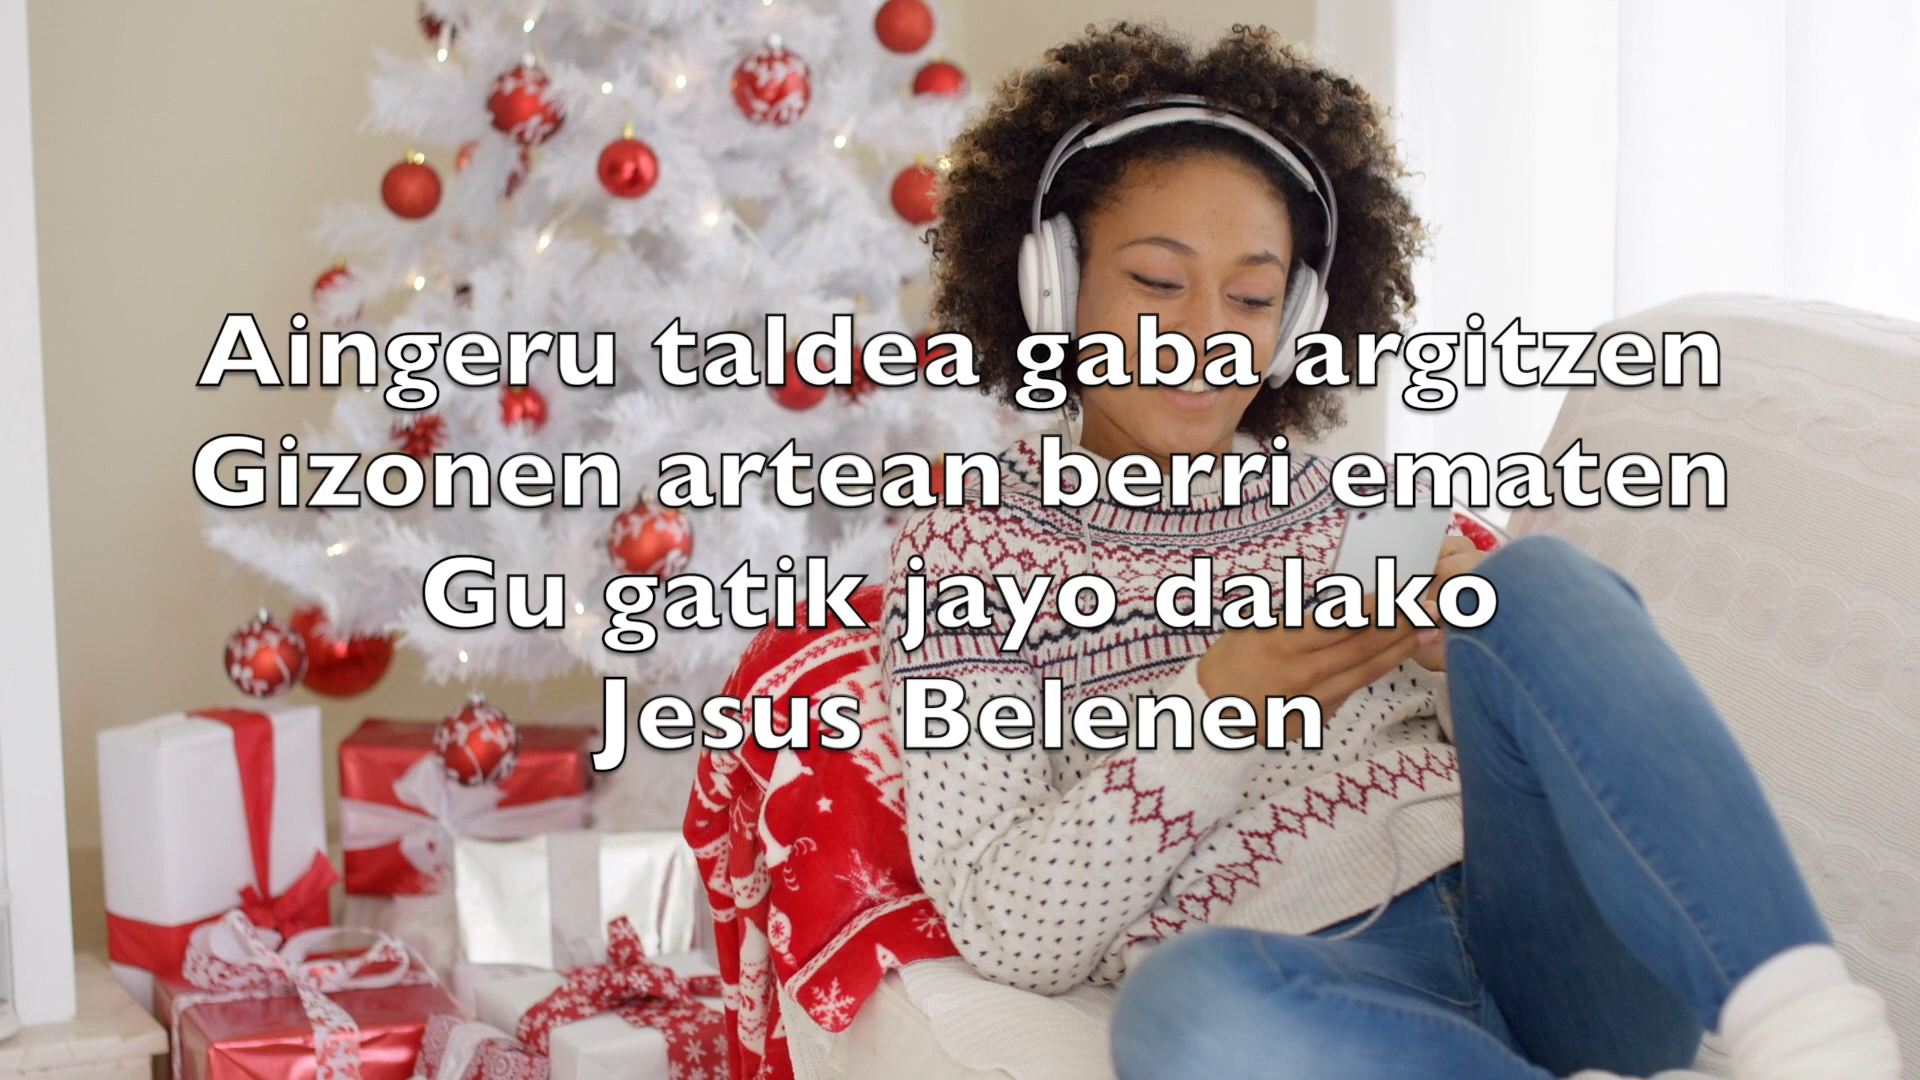 Aingeru taldea gaba argitzen
Gizonen artean berri ematen
Gu gatik jayo dalako
Jesus Belenen